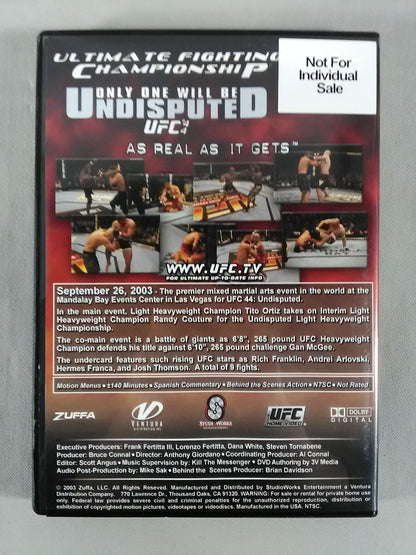 ULTIMATE FIGHTING
CHAMPIONSHIP
Not For
Individual
Sale
ONLY ONE WILL BE
UNDISPUTED
UFC 44
AS REAL AS IT GETS™
WWW.UFC.TV
FOR ULTIMATE UP-TO-DATE INFO
September 26, 2003 - The premier mixed martial arts event in the world at the
Mandalay Bay Events Center in Las Vegas for UFC 44: Undisputed.
In the main event, Light Heavyweight Champion Tito Ortiz takes on Interim Light
Heavyweight Champion Randy Couture for the Undisputed Light Heavyweight
Championship.
The co-main event is a battle of giants as 6'8", 265 pound UFC Heavyweight
Champion defends his title against 6'10", 265 pound challenge Gan McGee.
The undercard features such rising UFC stars as Rich Franklin, Andrei Arlovski,
Hermes Franca, and Josh Thomson. A total of 9 fights.
Motion Menus • ±140 Minutes • Spanish Commentary • Behind the Scenes Action • NTSC • Not Rated
ZUFFA
VENTURA
DISTRIBUTION, INC.
STUDIOWORKS
ENTERTAINMENT
UFC
HOME VIDEO
DOLBY
DIGITAL
Executive Producers: Frank Fertitta III, Lorenzo Fertitta, Dana White, Steven Tornabene
Producer: Bruce Connal • Director: Anthony Giordano • Coordinating Producer: Al Connal
Editor: Scott Angus • Music Supervision by: Kill The Messenger • DVD Authoring by 3V Media
Audio Post-Production by: Mike Sak • Behind the Scenes Producer: Brian Davidson
© 2003 Zuffa, LLC. All Rights Reserved. Manufactured and Distributed by StudioWorks Entertainment a Ventura
Distribution Company. 770 Lawrence Dr., Thousand Oaks, CA 91320. WARNING: For sale or rental for private home use
only. Federal law provides severe civil and criminal penalties for the unauthorized reproduction, distribution or
exhibition of copyrighted motion pictures, videotapes or videodiscs. Manufactured in the USA. NTSC.